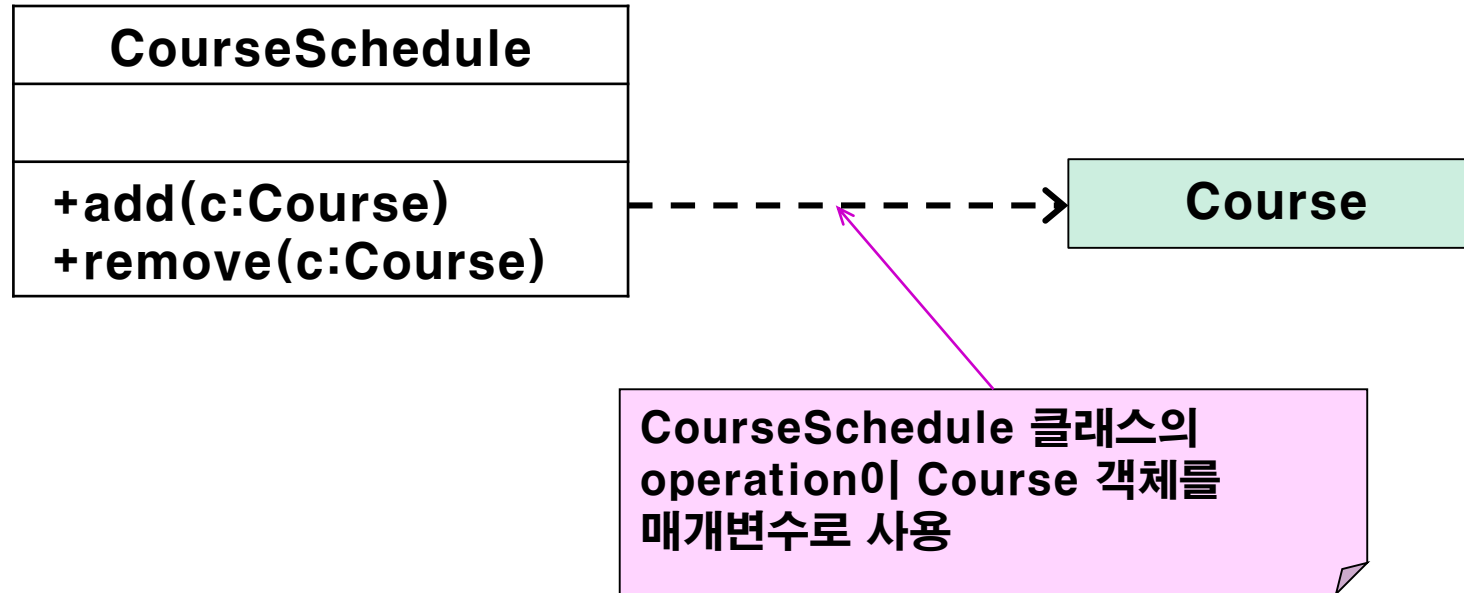 CourseSchedule
+add(c:Course)
+remove(c:Course)
Course
CourseSchedule 클래스의
operation이 Course 객체를
매개변수로 사용